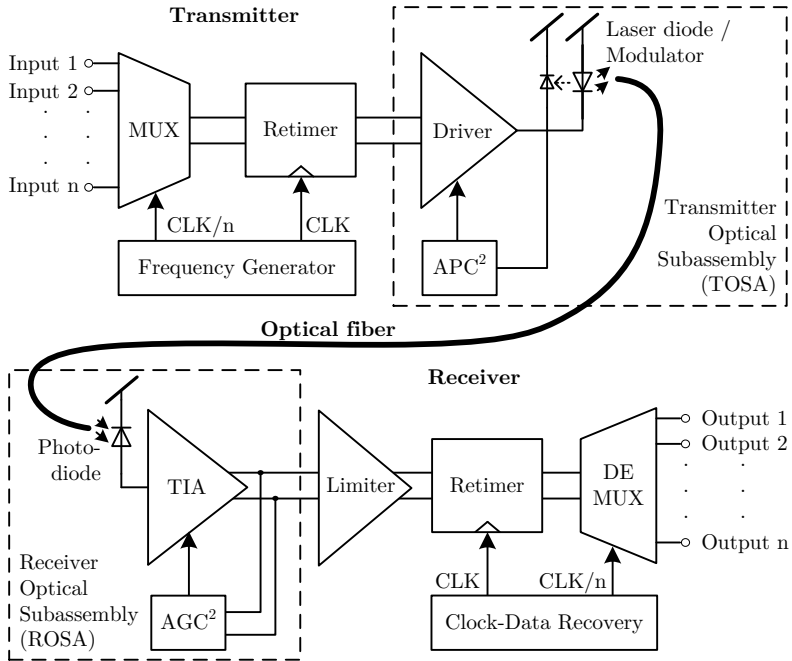 Transmitter
Laser diode /
Modulator
Input 1
Input 2
MUX
Retimer
Driver
Input n
CLK/n
CLK
Transmitter
Optical
Subassembly
(TOSA)
Frequency Generator
APC²
Optical fiber
Receiver
Photo-
diode
TIA
Limiter
Retimer
DE
MUX
Output 1
Output 2
Output n
Receiver
Optical
Subassembly
(ROSA)
CLK
CLK/n
AGC²
Clock-Data Recovery